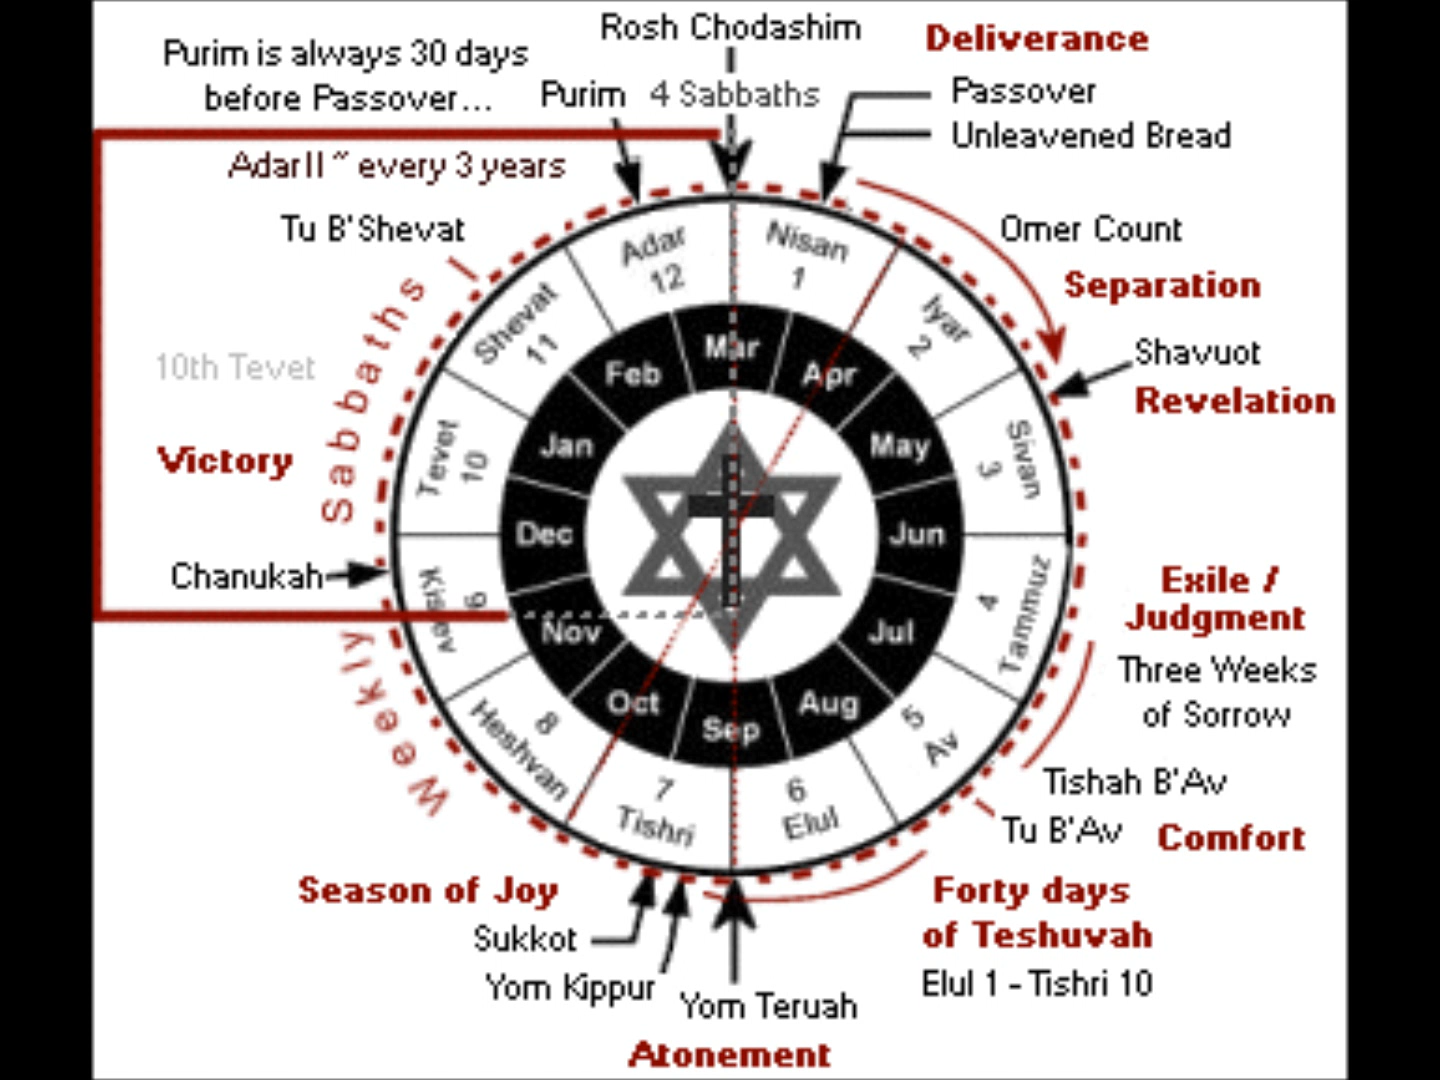 Rosh Chodashim
Deliverance
Purim is always 30 days
before Passover...
Purim
4 Sabbaths
Passover
Unleavened Bread
Adar II ~ every 3 years
Tu B'Shevat
Omer Count
Separation
10th Tevet
Shavuot
Revelation
Victory
Chanukah
Weekly Sabbaths
Exile /
Judgment
Three Weeks
of Sorrow
Tishah B'Av
Tu B'Av
Comfort
Season of Joy
Forty days
of Teshuvah
Elul 1 - Tishri 10
Sukkot
Yom Kippur
Yom Teruah
Atonement
Nisan
1
Iyar
2
Sivan
3
Tammuz
4
Av
5
Elul
6
Tishri
7
Heshvan
8
Kislev
9
Tevet
10
Shevat
11
Adar
12
Mar
Apr
May
Jun
Jul
Aug
Sep
Oct
Nov
Dec
Jan
Feb